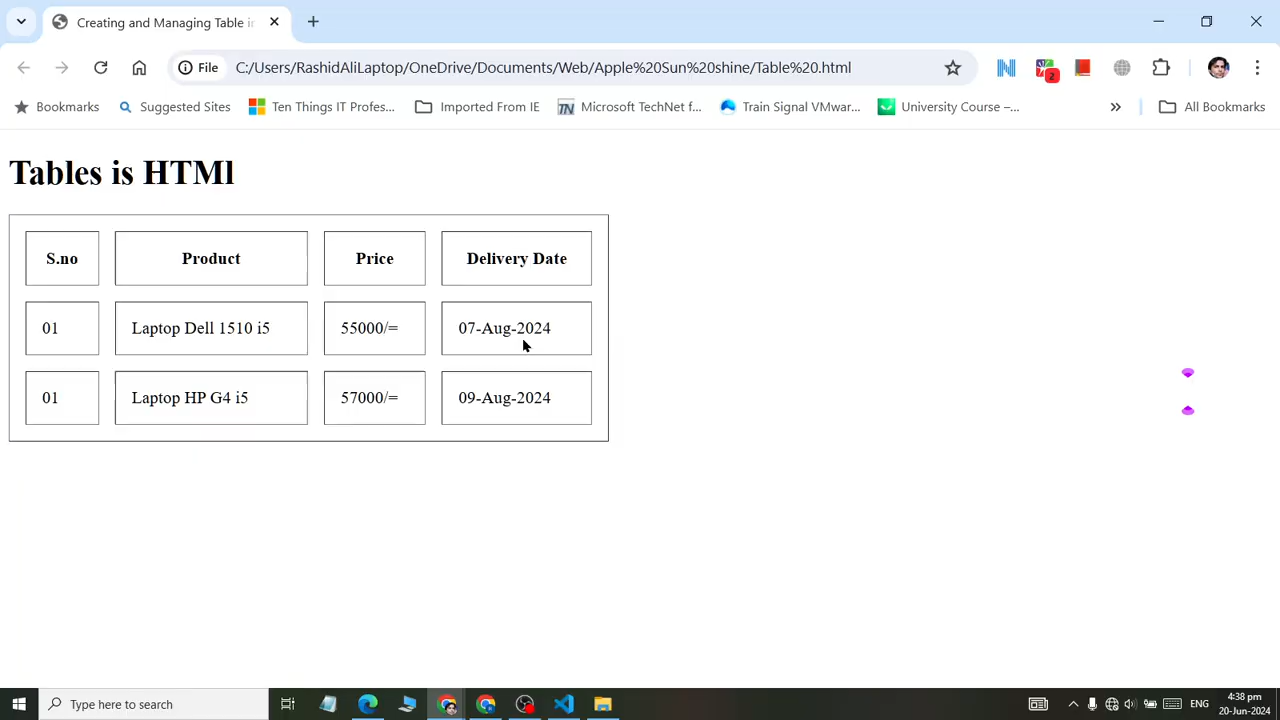 Creating and Managing Table i
File
C:/Users/RashidAliLaptop/OneDrive/Documents/Web/Apple%20Sun%20shine/Table%20.html
2
Bookmarks
Suggested Sites
Ten Things IT Profes...
Imported From IE
Microsoft TechNet f...
Train Signal VMwar...
University Course –...
»
All Bookmarks
Tables is HTMl
S.no Product Price Delivery Date
01 Laptop Dell 1510 i5 55000/= 07-Aug-2024
01 Laptop HP G4 i5 57000/= 09-Aug-2024
Type here to search
ENG
4:38 pm
20-Jun-2024